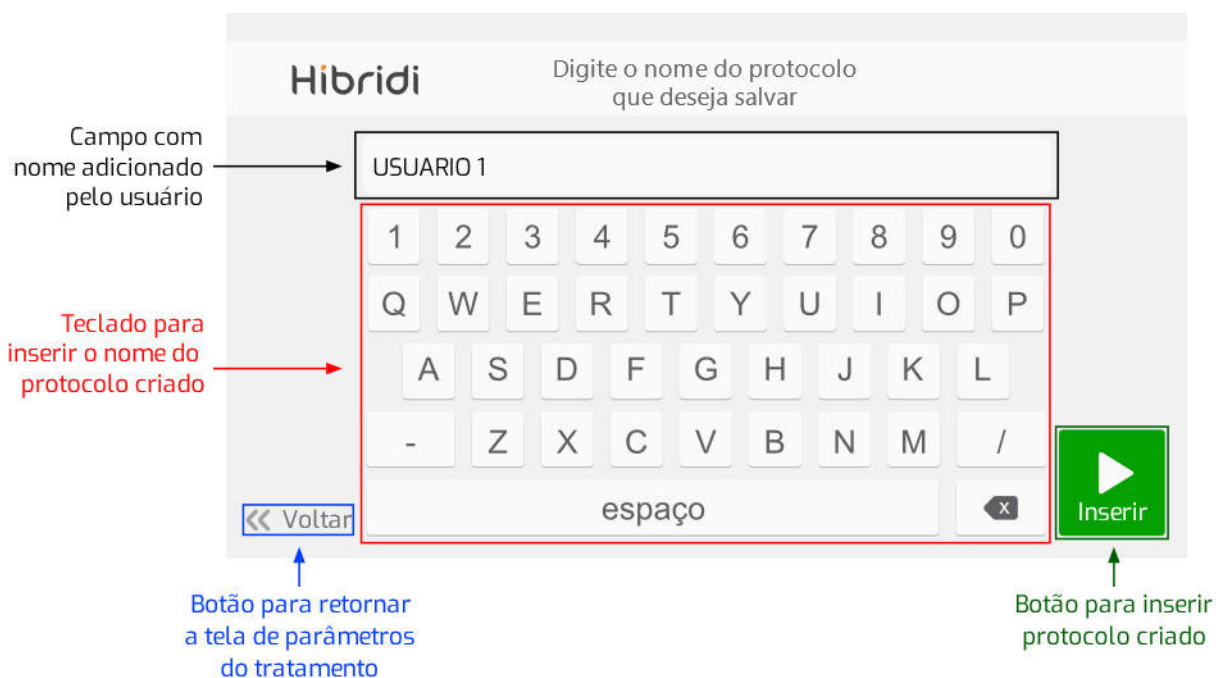 Hibridi
Digite o nome do protocolo
que deseja salvar
Campo com
nome adicionado
pelo usuário
USUARIO 1
1 2 3 4 5 6 7 8 9 0
Q W E R T Y U I O P
Teclado para
inserir o nome do
protocolo criado
A S D F G H J K L
- Z X C V B N M /
espaço X
Voltar
Inserir
Botão para retornar
a tela de parâmetros
do tratamento
Botão para inserir
protocolo criado